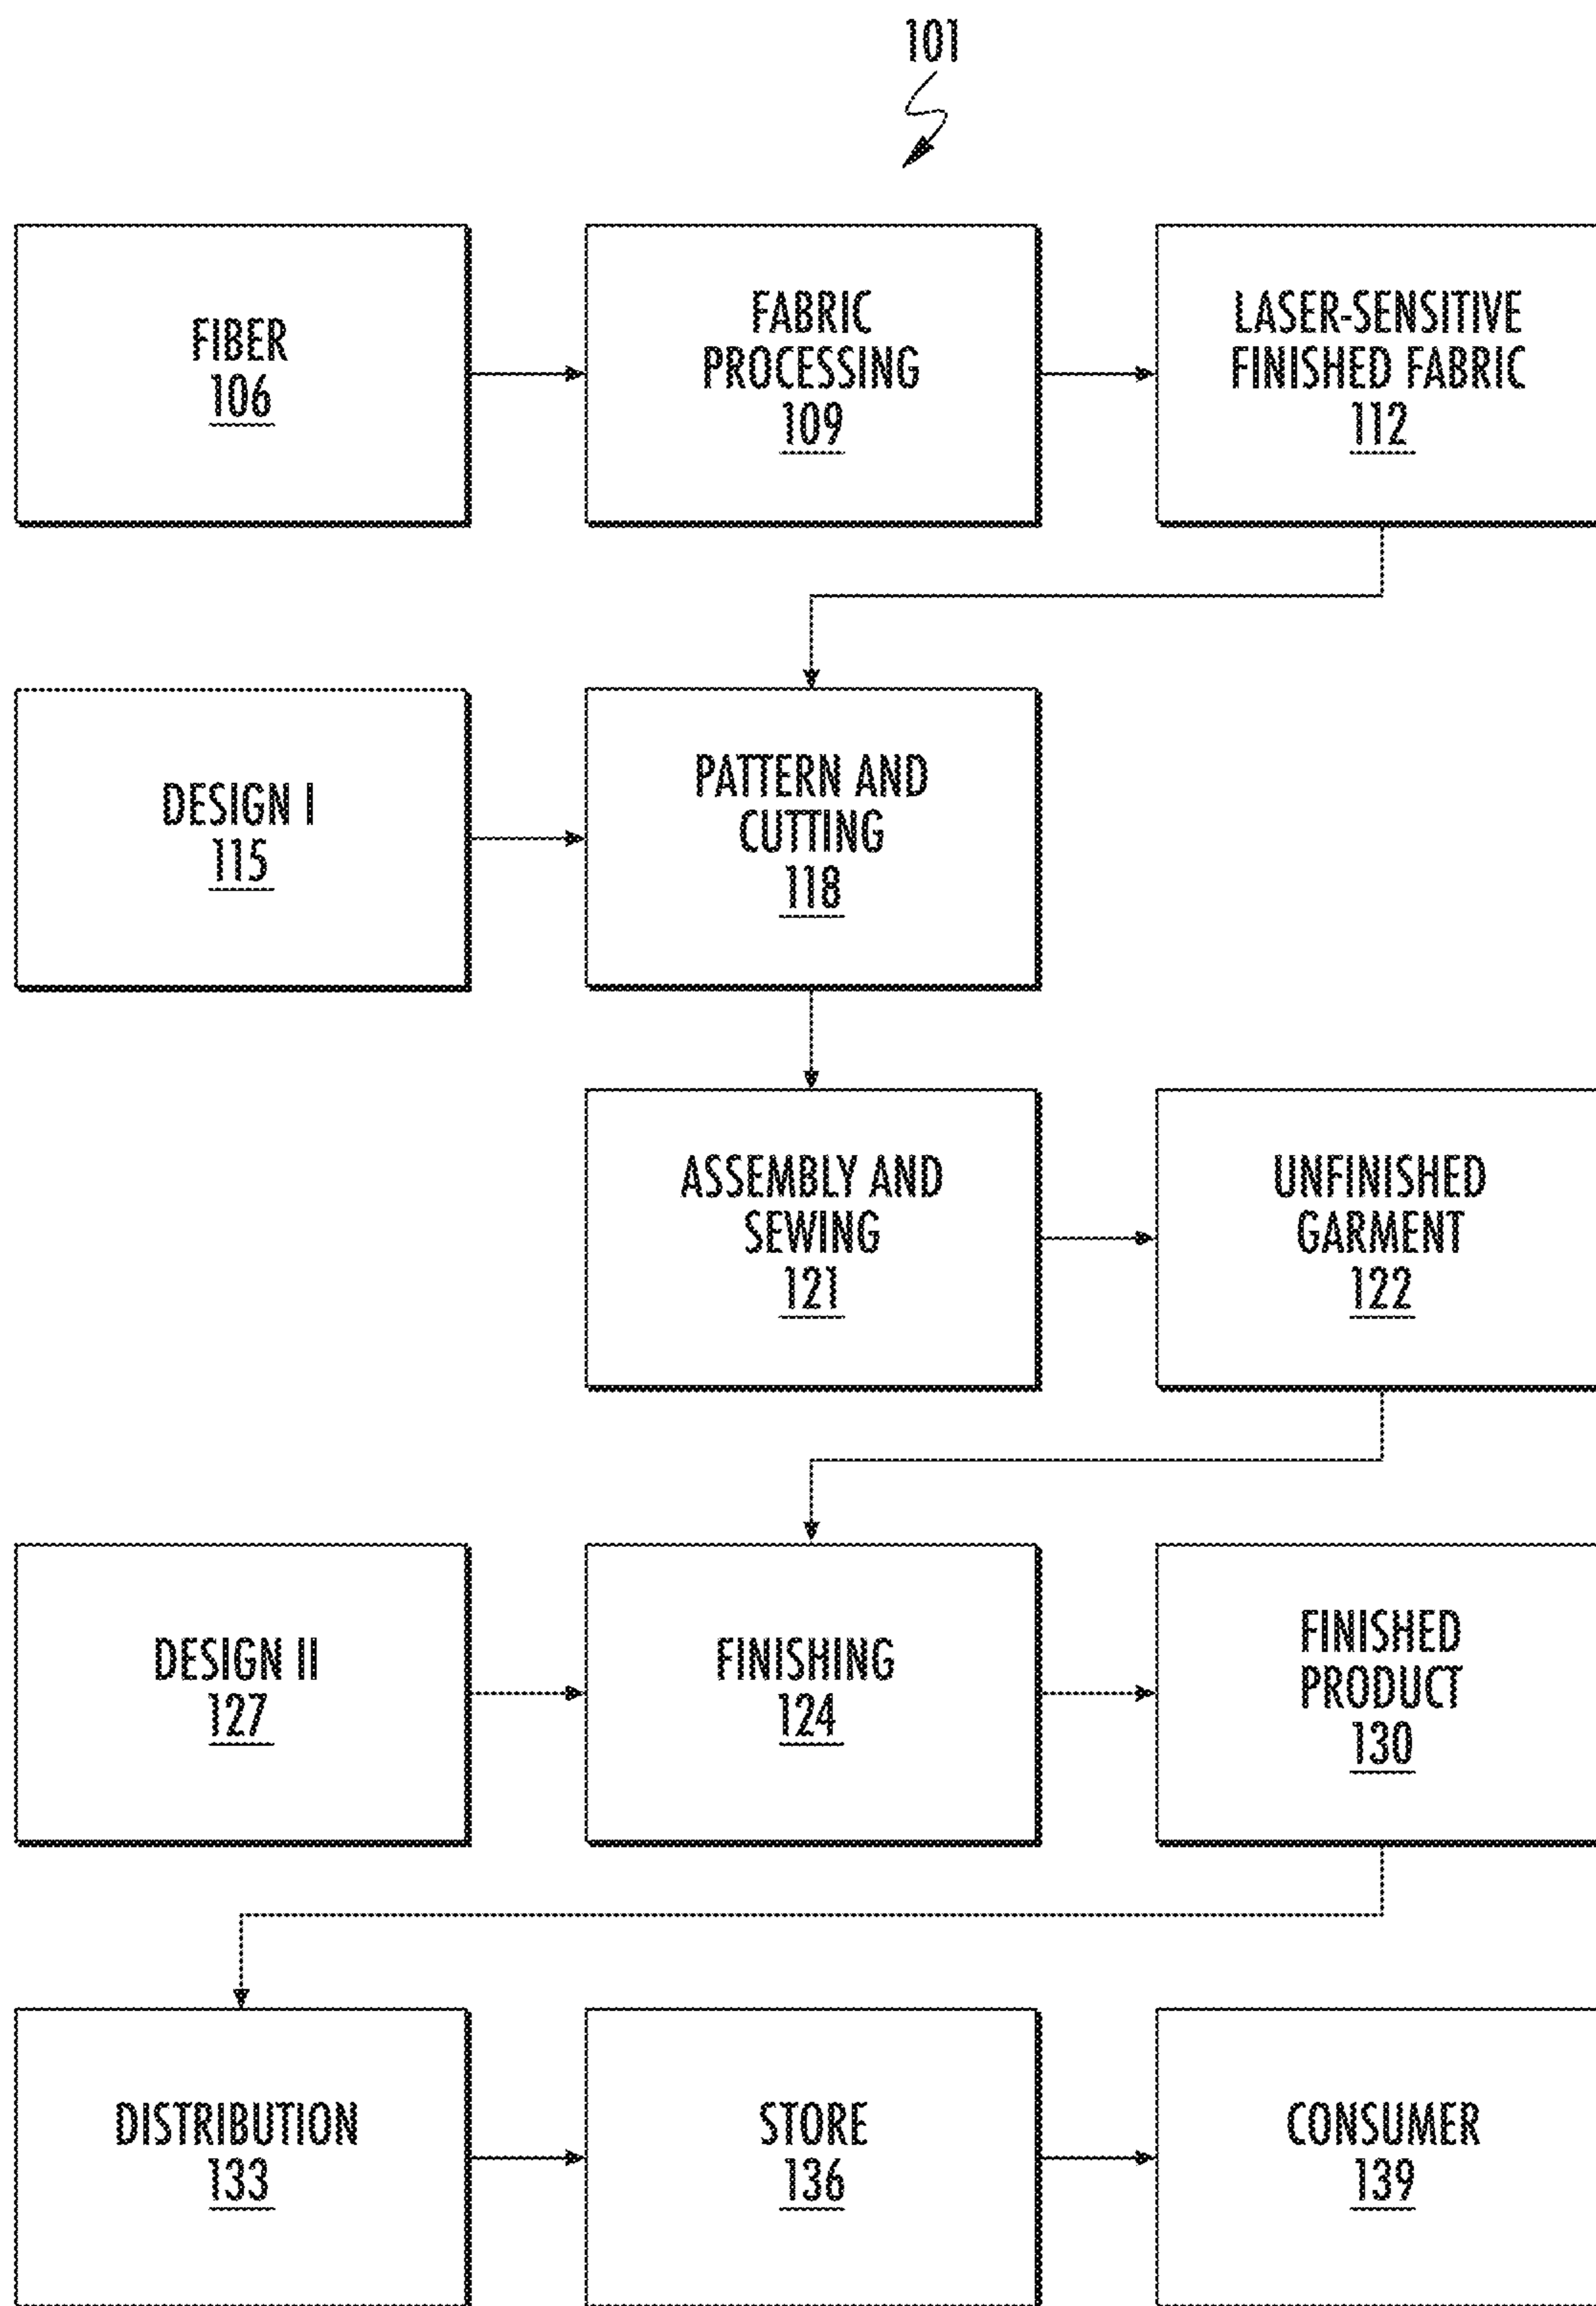 101
FIBER
106
FABRIC
PROCESSING
109
LASER-SENSITIVE
FINISHED FABRIC
112
DESIGN I
115
PATTERN AND
CUTTING
118
ASSEMBLY AND
SEWING
121
UNFINISHED
GARMENT
122
DESIGN II
127
FINISHING
124
FINISHED
PRODUCT
130
DISTRIBUTION
133
STORE
136
CONSUMER
139